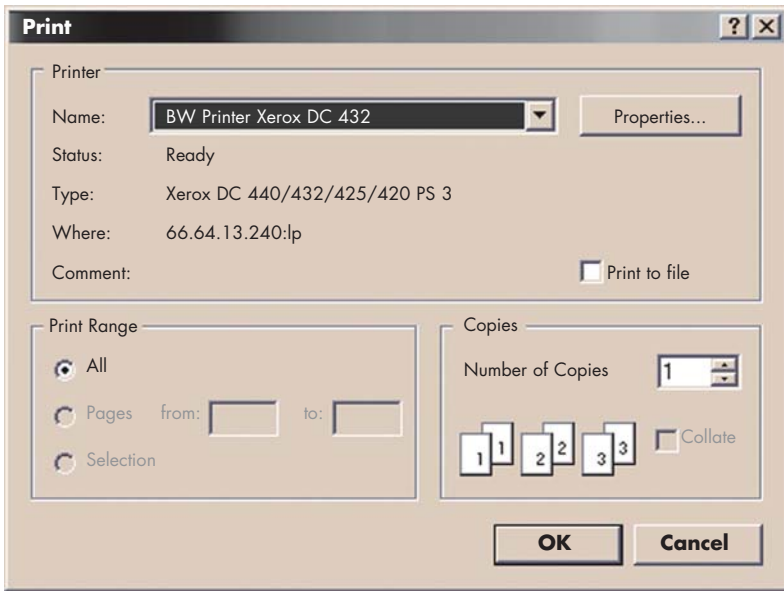 Print ?
Printer
Name: BW Printer Xerox DC 432 Properties...
Status: Ready
Type: Xerox DC 440/432/425/420 PS 3
Where: 66.64.13.240:lp
Comment: Print to file
Print Range
All
Pages from: to:
Selection
Copies
Number of Copies 1
1 1 2 2 3 3 Collate
OK Cancel